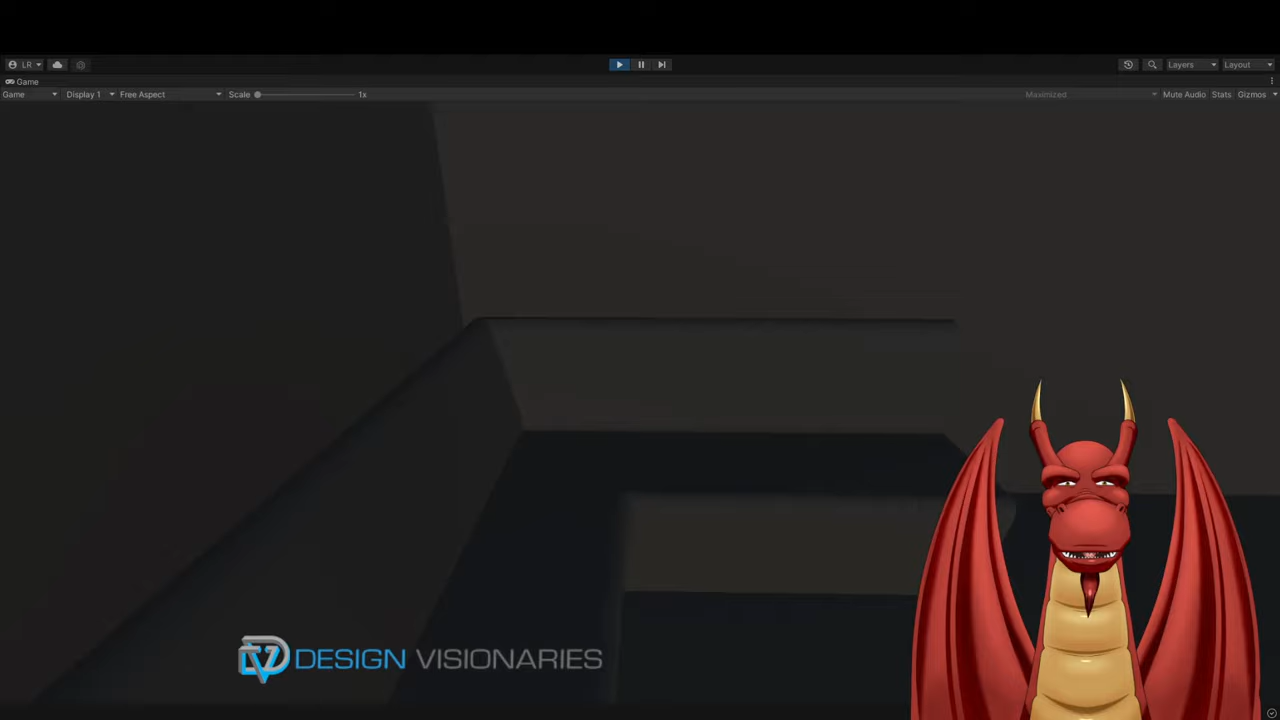 LR
Layers
Layout
Game
Game
Display 1
Free Aspect
Scale
1x
Maximized
Mute Audio
Stats
Gizmos
DESIGN VISIONARIES